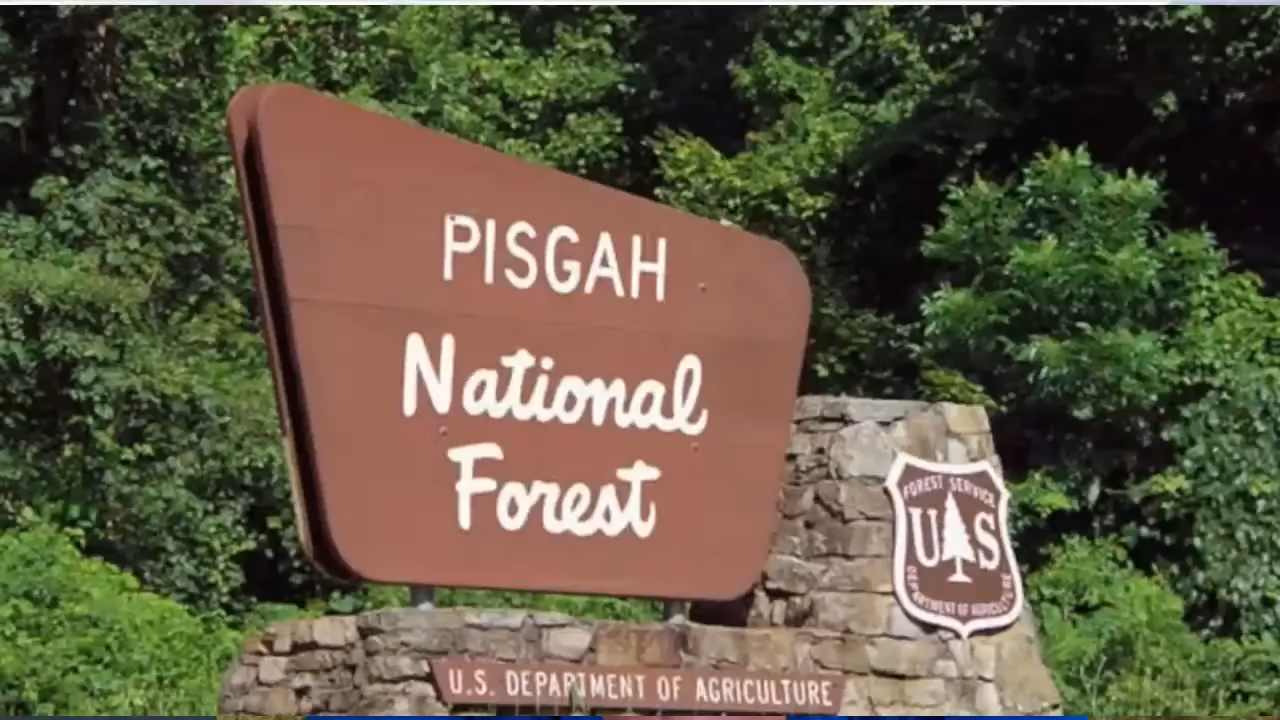 PISGAH
National
Forest
FOREST SERVICE
U S
DEPARTMENT OF AGRICULTURE
U.S. DEPARTMENT OF AGRICULTURE